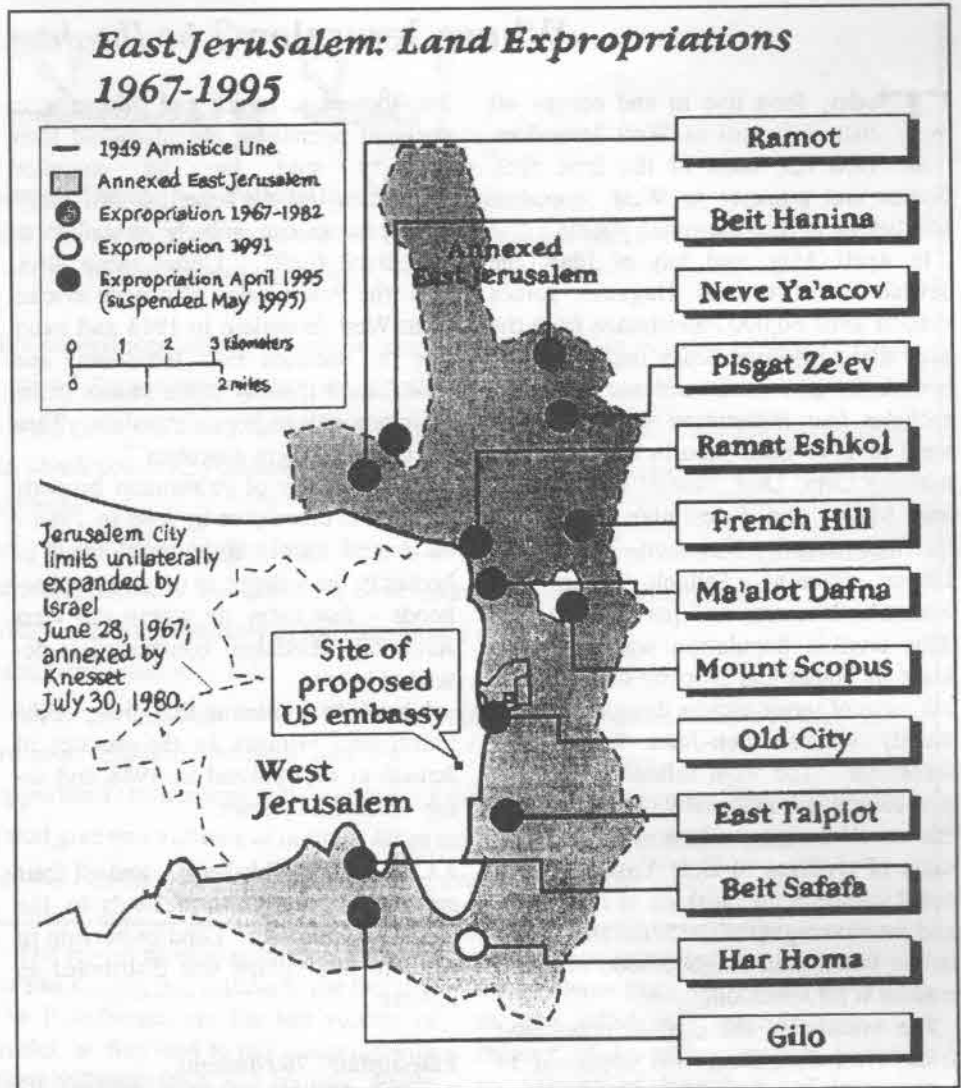 East Jerusalem: Land Expropriations
1967-1995
1949 Armistice Line
Annexed East Jerusalem
Expropriation 1967-1982
Expropriation 1991
Expropriation April 1995
(suspended May 1995)
0 1 2 3 Kilometers
0 2 miles
Annexed
East Jerusalem
Ramot
Beit Hanina
Neve Ya'acov
Pisgat Ze'ev
Ramat Eshkol
French Hill
Ma'alot Dafna
Mount Scopus
Old City
East Talpiot
Beit Safafa
Har Homa
Gilo
Jerusalem city
limits unilaterally
expanded by
Israel
June 28, 1967;
annexed by
Knesset
July 30, 1980.
Site of
proposed
US embassy
West
Jerusalem